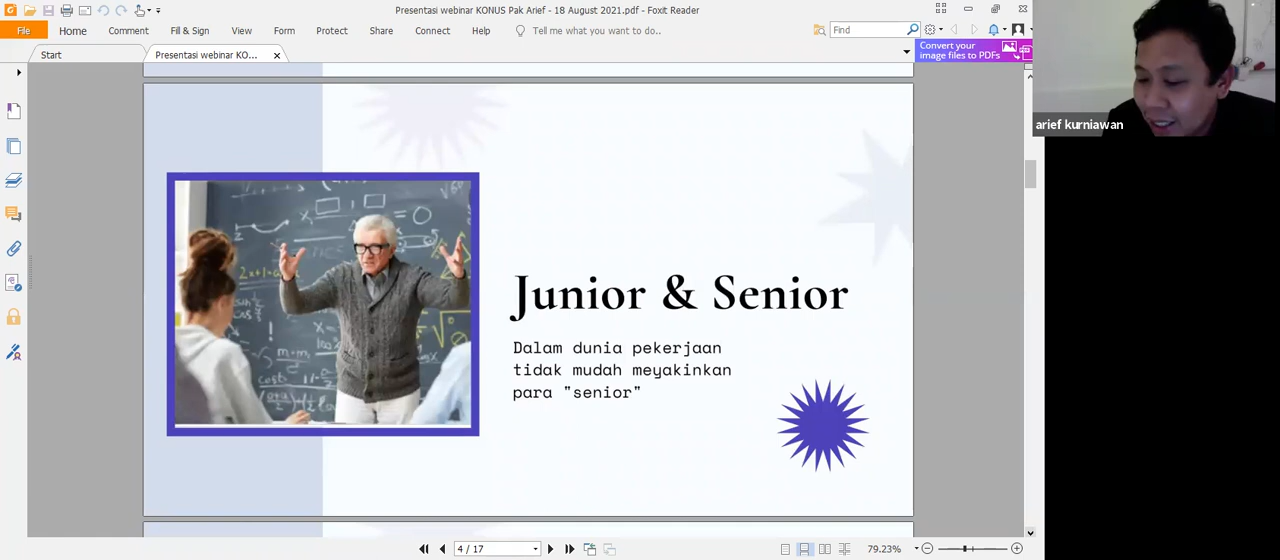 Presentasi webinar KONUS Pak Arief - 18 August 2021.pdf - Foxit Reader
File
Home
Comment
Fill & Sign
View
Form
Protect
Share
Connect
Help
Tell me what you want to do..
Find
Start
Presentasi webinar KO...
Convert your
image files to PDFs
arief kurniawan
Junior & Senior
Dalam dunia pekerjaan
tidak mudah meyakinkan
para "senior"
4 / 17
79.23%